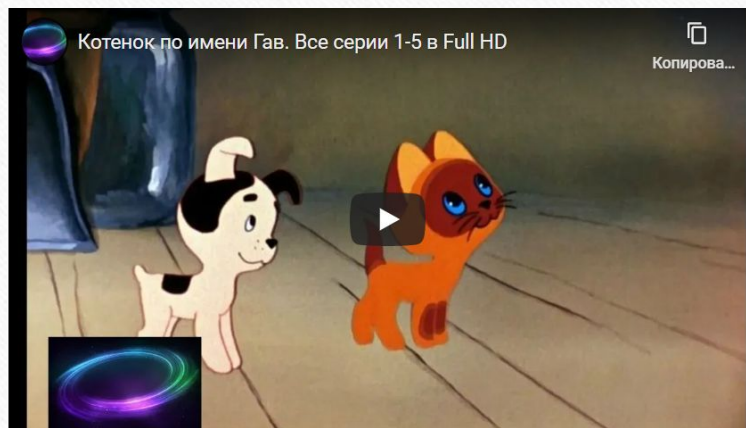 Котенок по имени Гав. Все серии 1-5 в Full HD
Копирова...